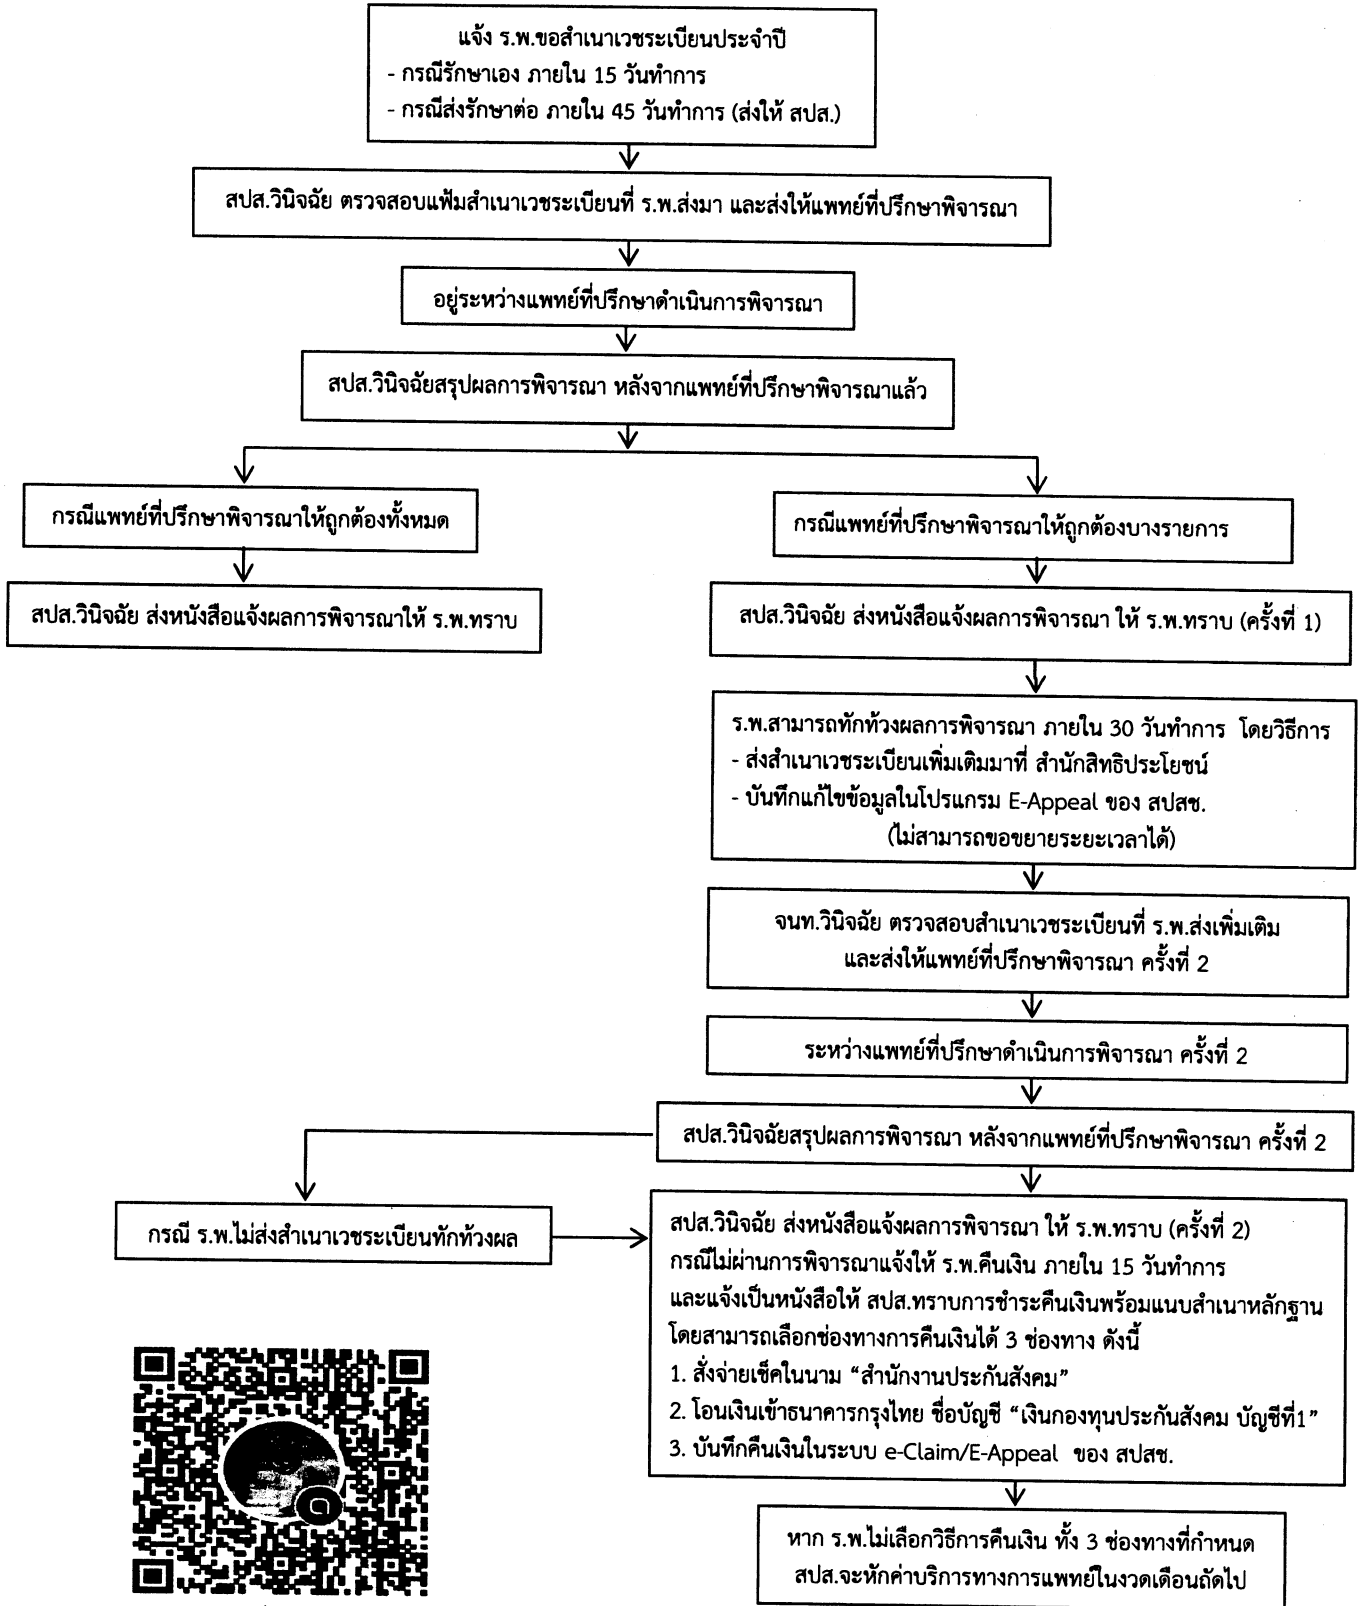 แจ้ง ร.พ.ขอสำเนาเวชระเบียนประจำปี
- กรณีรักษาเอง ภายใน 15 วันทำการ
- กรณีส่งรักษาต่อ ภายใน 45 วันทำการ (ส่งให้ สปส.)
สปส.วินิจฉัย ตรวจสอบแฟ้มสำเนาเวชระเบียนที่ ร.พ.ส่งมา และส่งให้แพทย์ที่ปรึกษาพิจารณา
อยู่ระหว่างแพทย์ที่ปรึกษาดำเนินการพิจารณา
สปส.วินิจฉัยสรุปผลการพิจารณา หลังจากแพทย์ที่ปรึกษาพิจารณาแล้ว
กรณีแพทย์ที่ปรึกษาพิจารณาให้ถูกต้องทั้งหมด
สปส.วินิจฉัย ส่งหนังสือแจ้งผลการพิจารณาให้ ร.พ.ทราบ
กรณีแพทย์ที่ปรึกษาพิจารณาให้ถูกต้องบางรายการ
สปส.วินิจฉัย ส่งหนังสือแจ้งผลการพิจารณา ให้ ร.พ.ทราบ (ครั้งที่ 1)
ร.พ.สามารถทักท้วงผลการพิจารณา ภายใน 30 วันทำการ โดยวิธีการ
- ส่งสำเนาเวชระเบียนเพิ่มเติมมาที่ สำนักสิทธิประโยชน์
- บันทึกแก้ไขข้อมูลในโปรแกรม E-Appeal ของ สปสช.
(ไม่สามารถขอขยายระยะเวลาได้)
จนท.วินิจฉัย ตรวจสอบสำเนาเวชระเบียนที่ ร.พ.ส่งเพิ่มเติม
และส่งให้แพทย์ที่ปรึกษาพิจารณา ครั้งที่ 2
ระหว่างแพทย์ที่ปรึกษาดำเนินการพิจารณา ครั้งที่ 2
สปส.วินิจฉัยสรุปผลการพิจารณา หลังจากแพทย์ที่ปรึกษาพิจารณา ครั้งที่ 2
กรณี ร.พ.ไม่ส่งสำเนาเวชระเบียนทักท้วงผล
สปส.วินิจฉัย ส่งหนังสือแจ้งผลการพิจารณา ให้ ร.พ.ทราบ (ครั้งที่ 2)
กรณีไม่ผ่านการพิจารณาแจ้งให้ ร.พ.คืนเงิน ภายใน 15 วันทำการ
และแจ้งเป็นหนังสือให้ สปส.ทราบการชำระคืนเงินพร้อมแนบสำเนาหลักฐาน
โดยสามารถเลือกช่องทางการคืนเงินได้ 3 ช่องทาง ดังนี้
1. สั่งจ่ายเช็คในนาม “สำนักงานประกันสังคม”
2. โอนเงินเข้าธนาคารกรุงไทย ชื่อบัญชี “เงินกองทุนประกันสังคม บัญชีที่1”
3. บันทึกคืนเงินในระบบ e-Claim/E-Appeal ของ สปสช.
หาก ร.พ.ไม่เลือกวิธีการคืนเงิน ทั้ง 3 ช่องทางที่กำหนด
สปส.จะหักค่าบริการทางการแพทย์ในงวดเดือนถัดไป